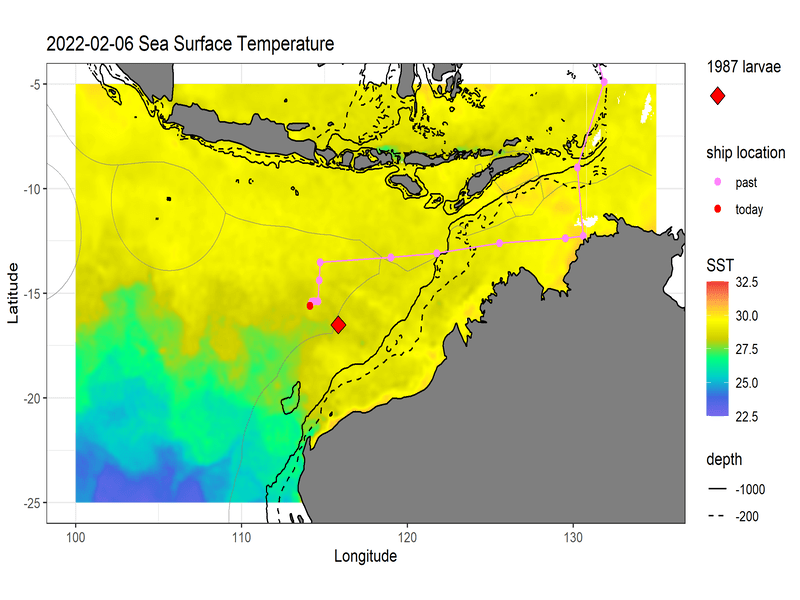 2022-02-06 Sea Surface Temperature
-5
-10
-15
-20
-25
Latitude
100
110
120
130
Longitude
1987 larvae
ship location
past
today
SST
32.5
30.0
27.5
25.0
22.5
depth
-1000
-200